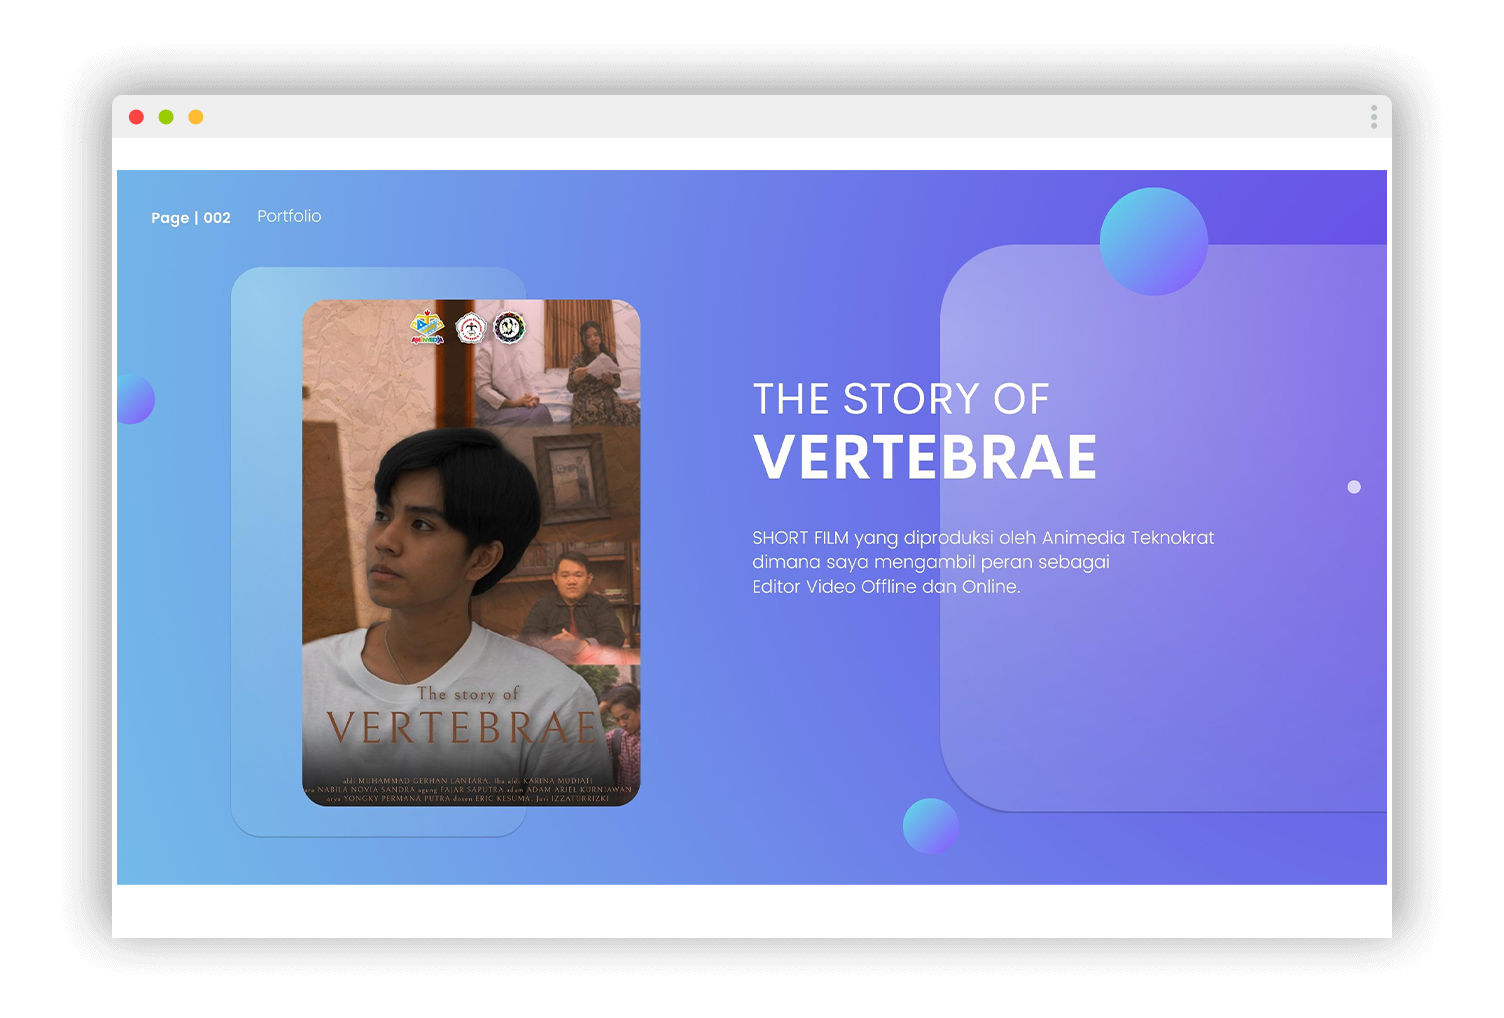 Page | 002
Portfolio
THE STORY OF
VERTEBRAE
SHORT FILM yang diproduksi oleh Animedia Teknokrat
dimana saya mengambil peran sebagai
Editor Video Offline dan Online.
ANIMEDIA
The story of
VERTEBRAE
aldi MUHAMMAD GERHAN LANTARA, Ibu aldi KARINA MUDIATI
NABILA NOVIA SANDRA agung FAJAR SAPUTRA adam ADAM ARIEL KURNIAWAN
arya YONGKY PERMANA PUTRA dosen ERIC KESUMA, Juri IZZATURRIZKI